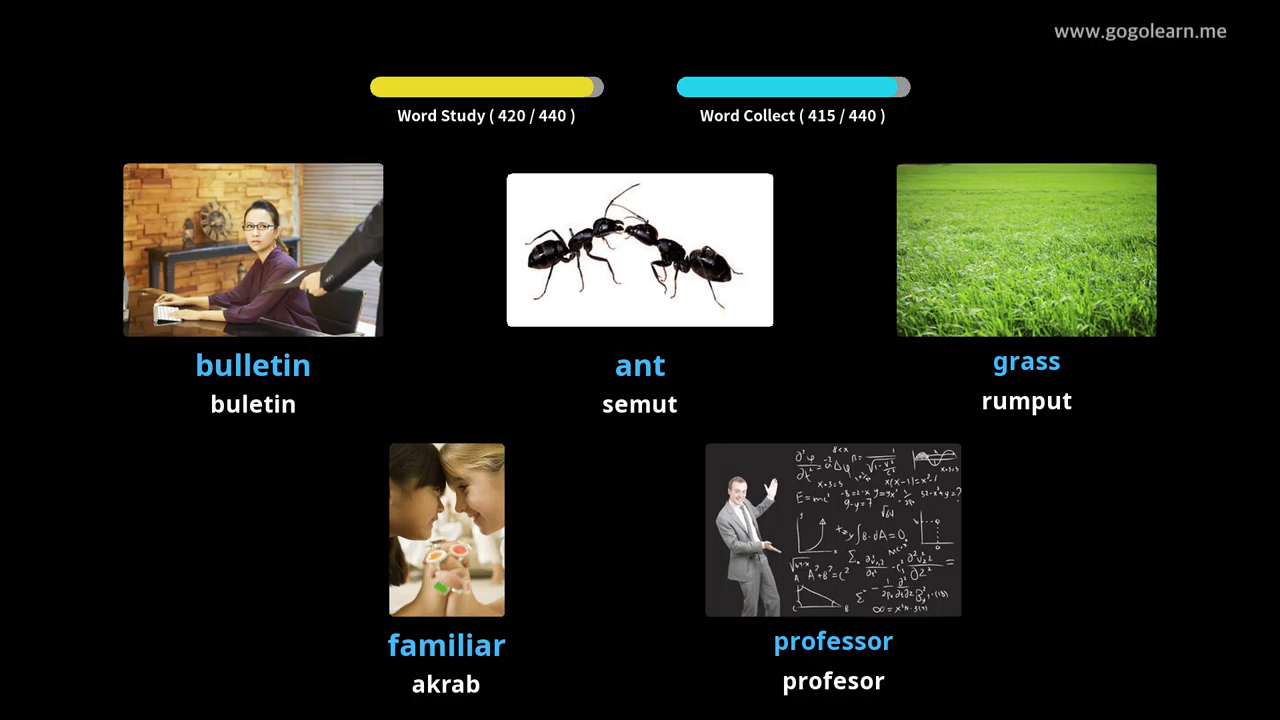 www.gogolearn.me
Word Study ( 420 / 440 )
Word Collect ( 415 / 440 )
bulletin
buletin
ant
semut
grass
rumput
familiar
akrab
professor
profesor